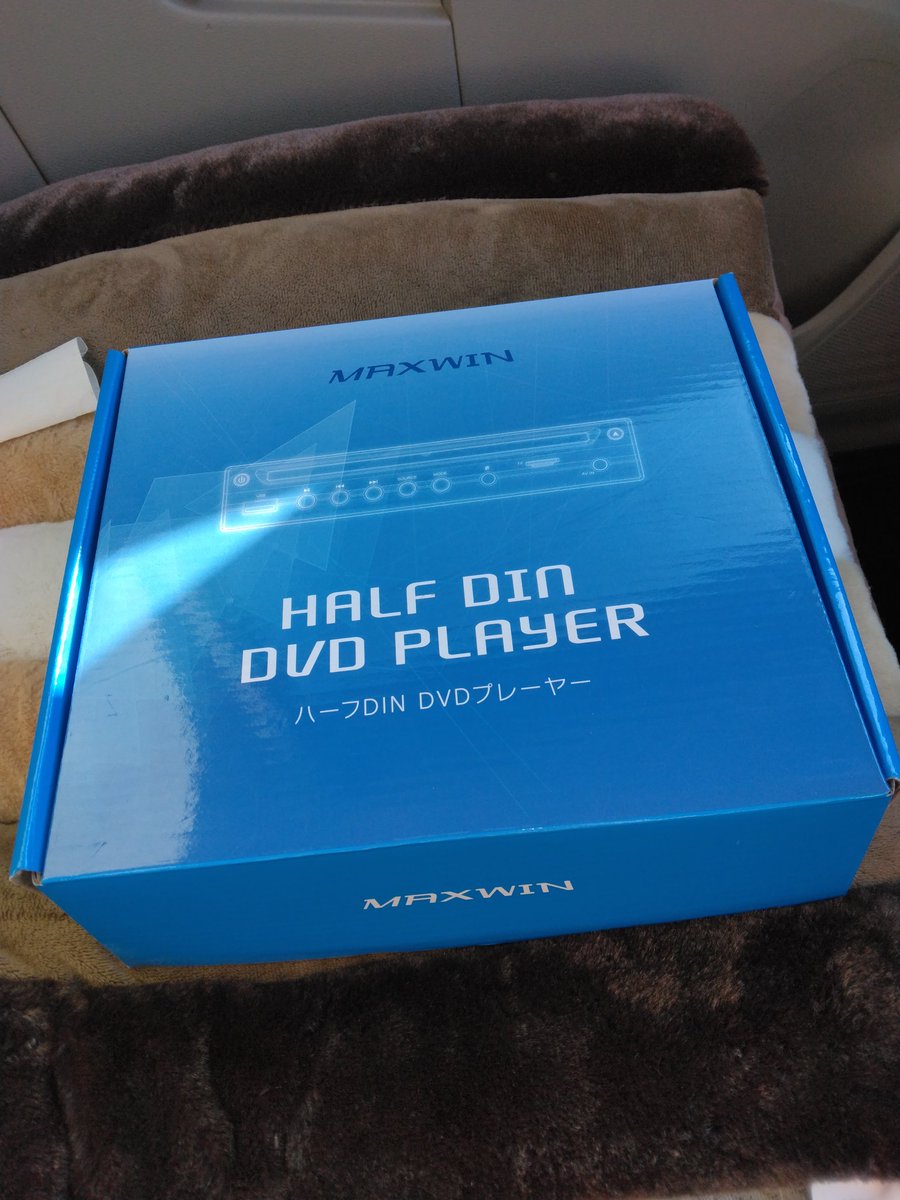 MAXWIN
HALF DIN
DVD PLAYER
ハーフDIN DVDプレーヤー
MAXWIN